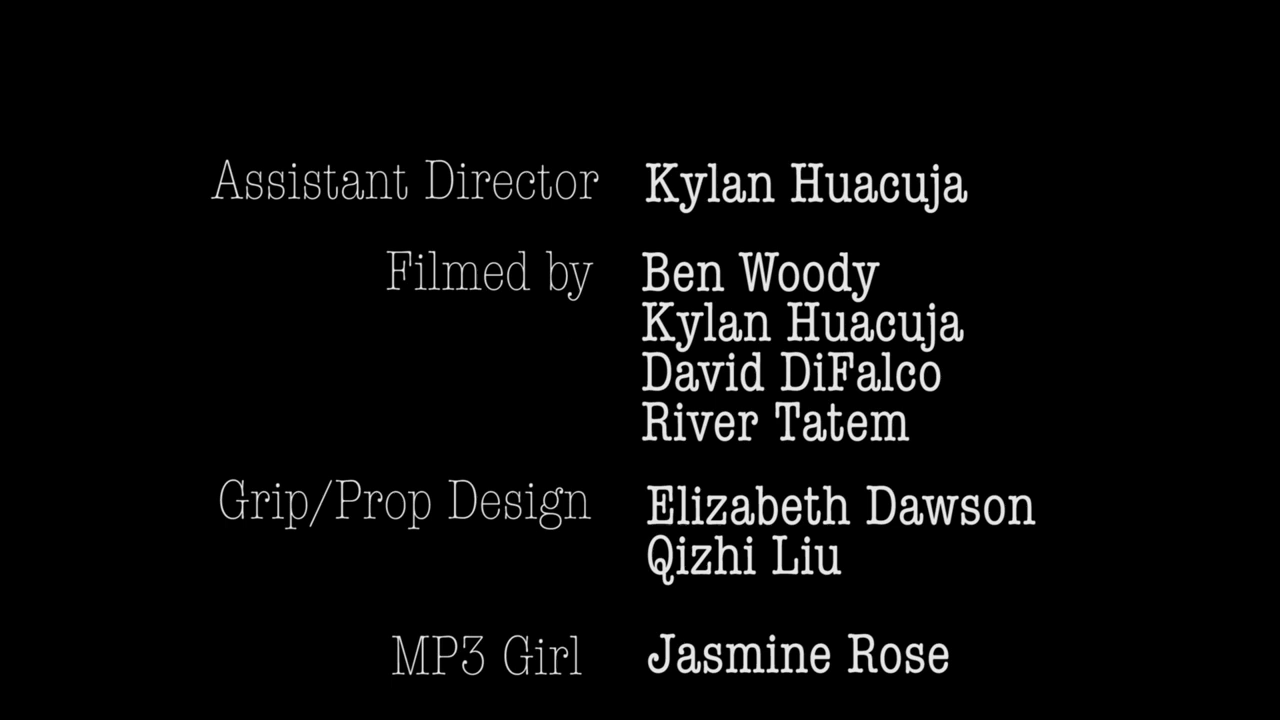 Assistant Director Kylan Huacuja
Filmed by Ben Woody
Kylan Huacuja
David DiFalco
River Tatem
Grip/Prop Design Elizabeth Dawson
Qizhi Liu
MP3 Girl Jasmine Rose